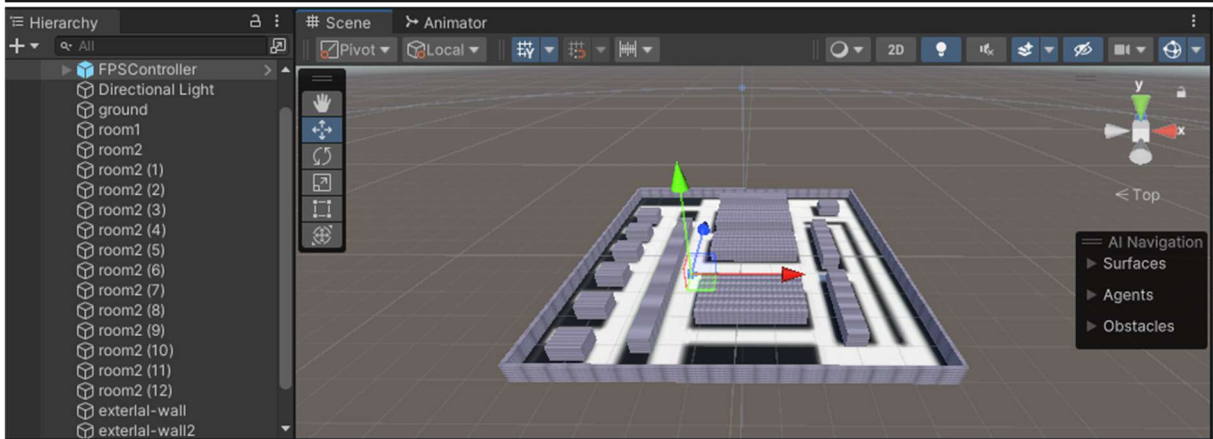 Hierarchy
All
FPSController
Directional Light
ground
room1
room2
room2 (1)
room2 (2)
room2 (3)
room2 (4)
room2 (5)
room2 (6)
room2 (7)
room2 (8)
room2 (9)
room2 (10)
room2 (11)
room2 (12)
exterlal-wall
exterlal-wall2
Scene Animator
Pivot Local 2D
y
x
Top
AI Navigation
Surfaces
Agents
Obstacles